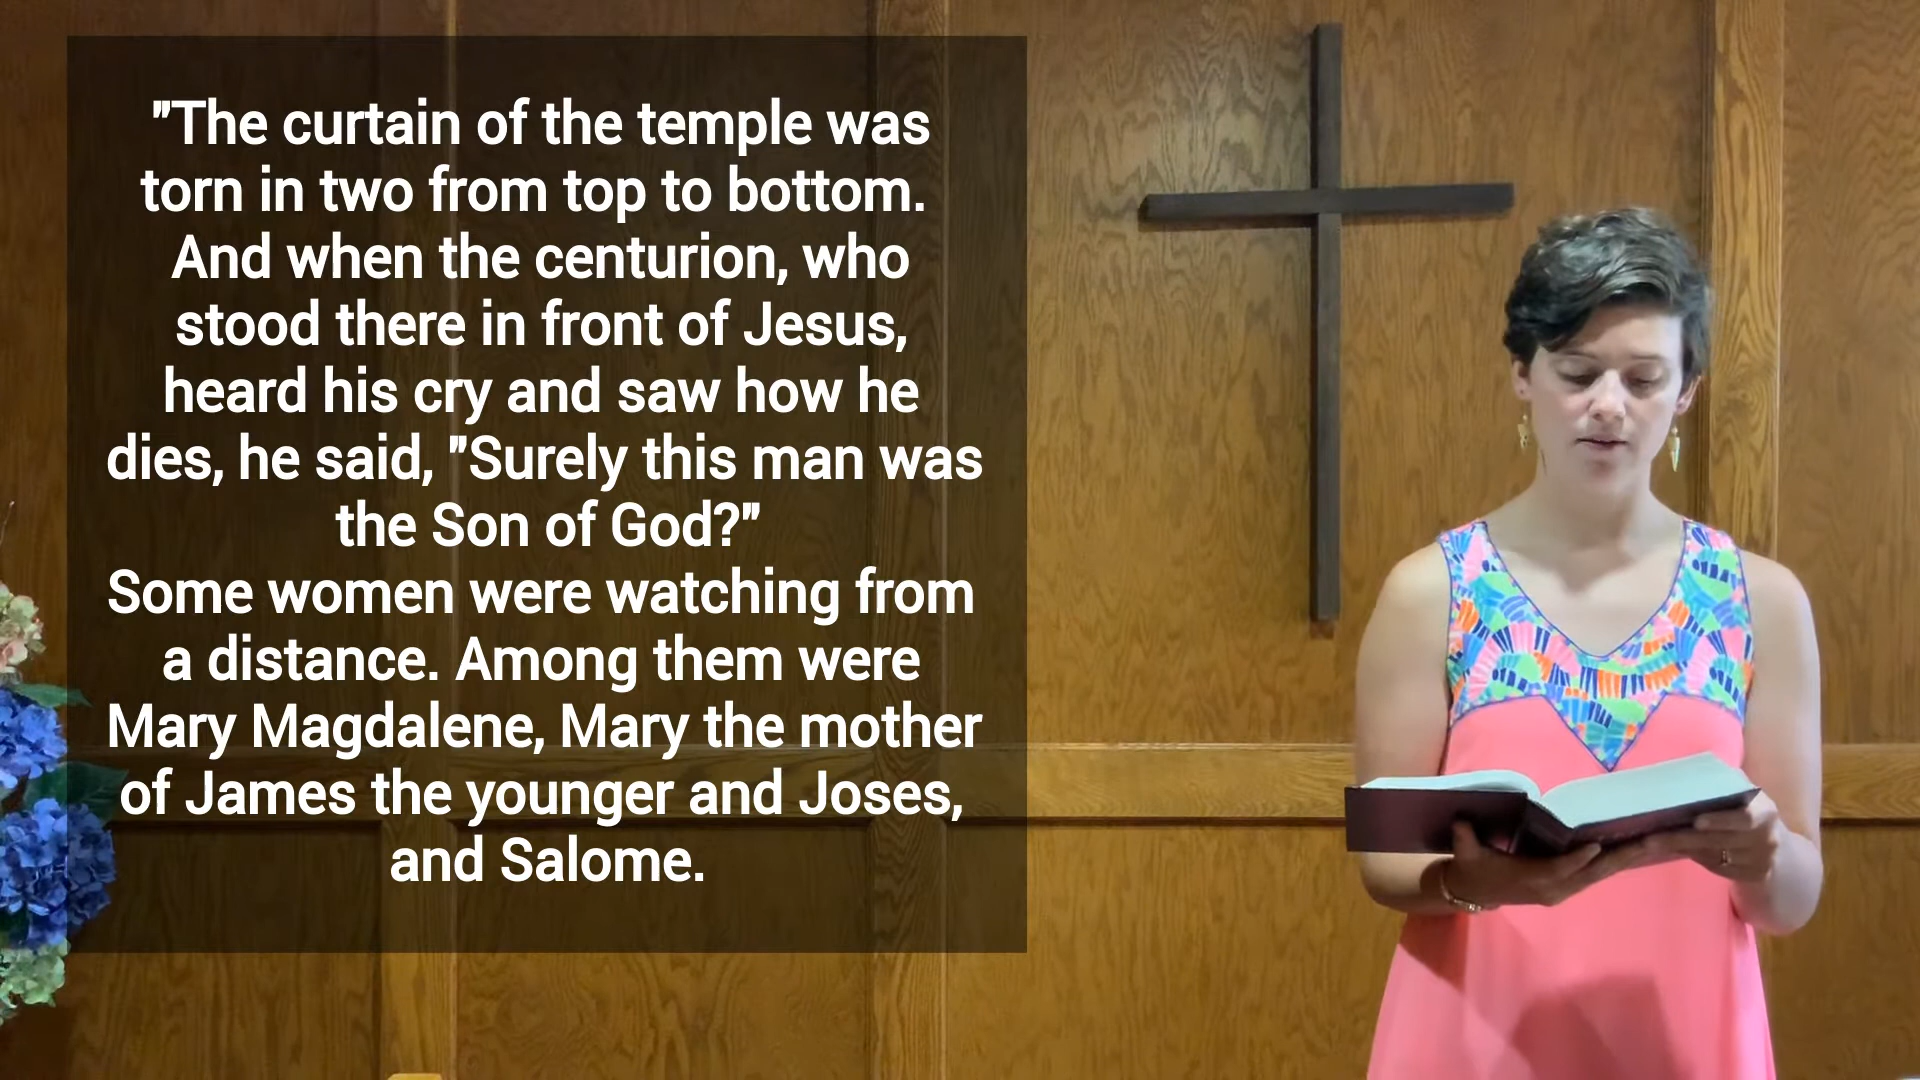 "The curtain of the temple was
torn in two from top to bottom.
And when the centurion, who
stood there in front of Jesus,
heard his cry and saw how he
dies, he said, "Surely this man was
the Son of God?"
Some women were watching from
a distance. Among them were
Mary Magdalene, Mary the mother
of James the younger and Joses,
and Salome.